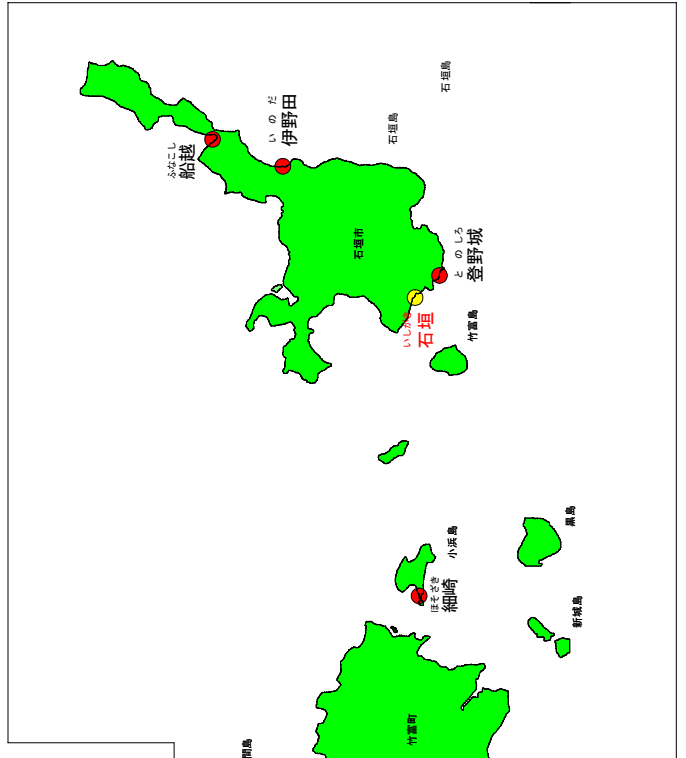 石垣島
いのだ
伊野田
石垣島
ふなこし
船越
石垣市
とのしろ
登野城
いしがき
石垣
竹富島
黒島
小浜島
ほそざき
細崎
新城島
竹富町
間島